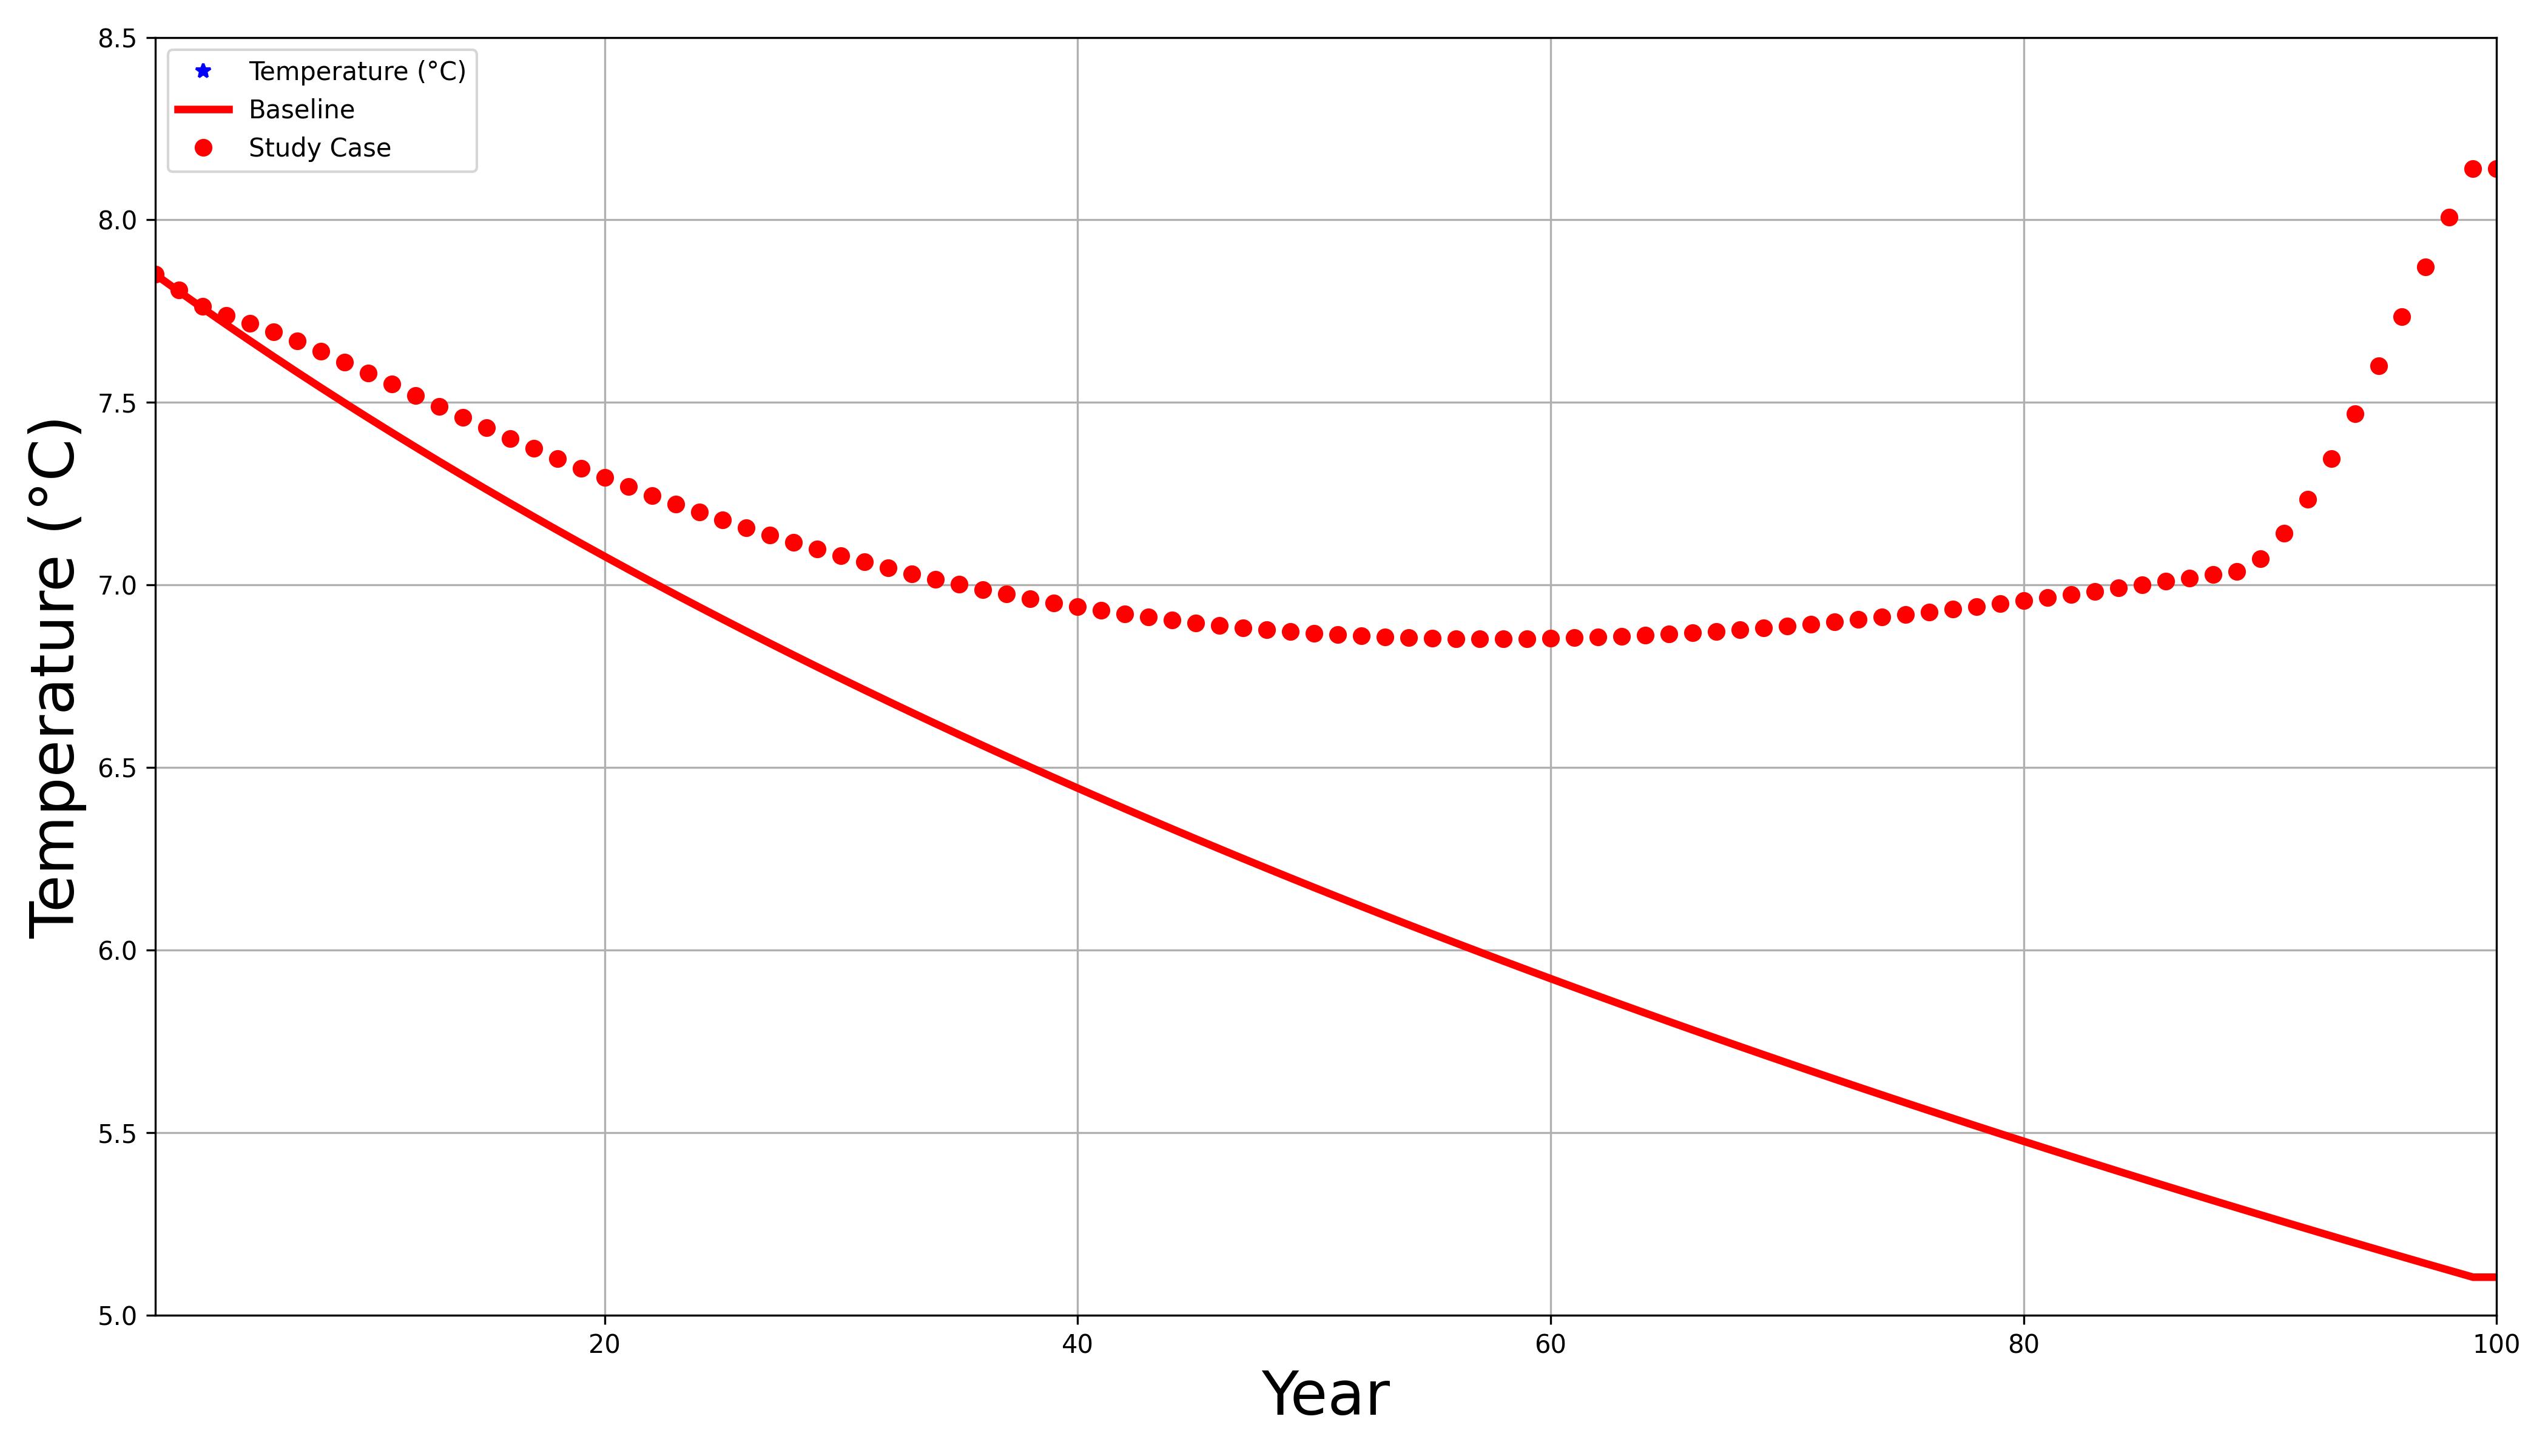 8.5
8.0
7.5
7.0
6.5
6.0
5.5
5.0
Temperature (°C)
Temperature (°C)
Baseline
Study Case
20
40
60
80
100
Year